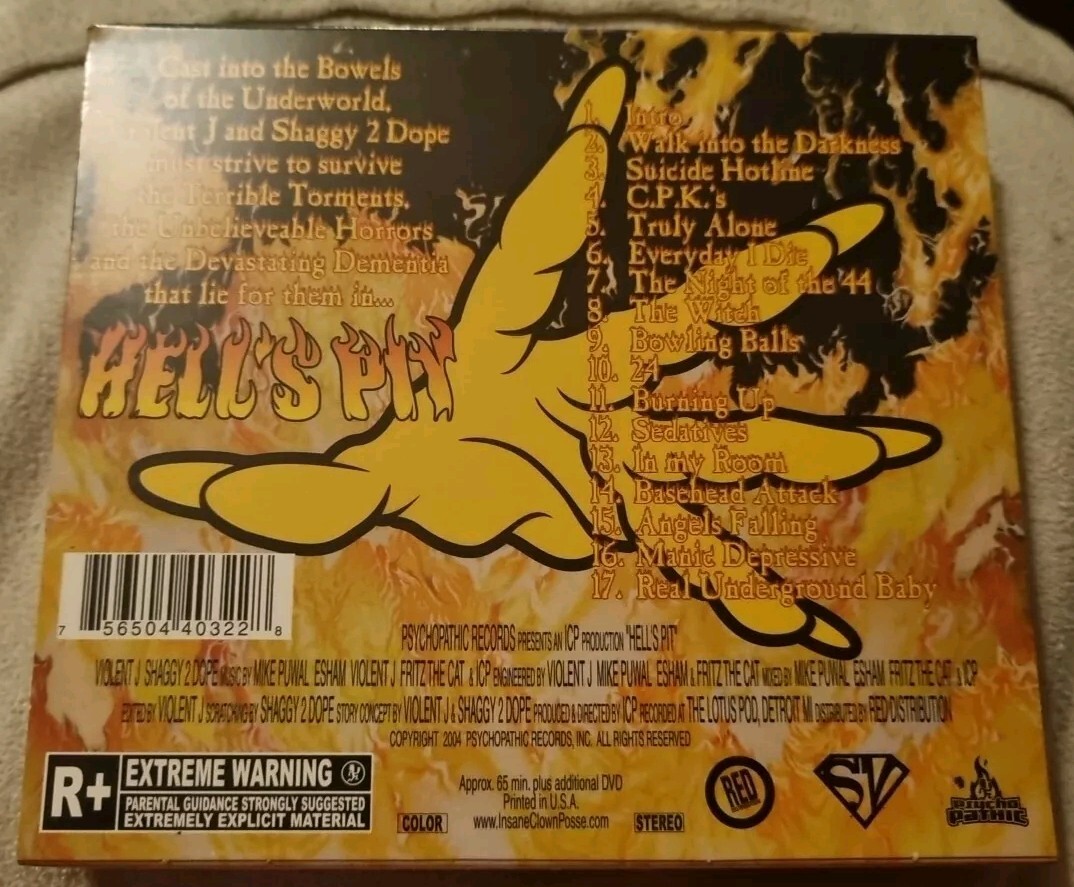 Cast into the Bowels
of the Underworld,
Violent J and Shaggy 2 Dope
must strive to survive
the Terrible Torments,
the Unbelieveable Horrors
and the Devastating Dementia
that lie for them in...
HELL'S PIT
1. Intro
2. Walk into the Darkness
3. Suicide Hotline
4. C.P.K.'s
5. Truly Alone
6. Everyday I Die
7. The Night of the '44
8. The Witch
9. Bowling Balls
10. 24
11. Burning Up
12. Sedatives
13. In my Room
14. Basehead Attack
15. Angels Falling
16. Manic Depressive
17. Real Underground Baby
7 56504 40322 8
PSYCHOPATHIC RECORDS PRESENTS AN ICP PRODUCTION "HELL'S PIT"
VIOLENT J SHAGGY 2 DOPE MUSIC BY MIKE PUWAL ESHAM VIOLENT J FRITZ THE CAT & ICP ENGINEERED BY VIOLENT J MIKE PUWAL ESHAM & FRITZ THE CAT MIXED BY MIKE PUWAL ESHAM FRITZ THE CAT & ICP
EDITED BY VIOLENT J SCRATCHING BY SHAGGY 2 DOPE STORY CONCEPT BY VIOLENT J & SHAGGY 2 DOPE PRODUCED & DIRECTED BY ICP RECORDED AT THE LOTUS POD, DETROIT MI DISTRIBUTED BY RED DISTRIBUTION
COPYRIGHT 2004 PSYCHOPATHIC RECORDS, INC. ALL RIGHTS RESERVED
R+
EXTREME WARNING
PARENTAL GUIDANCE STRONGLY SUGGESTED
EXTREMELY EXPLICIT MATERIAL
COLOR
Approx. 65 min. plus additional DVD
Printed in U.S.A.
www.InsaneClownPosse.com
STEREO
RED
SV
Psycho
pathic